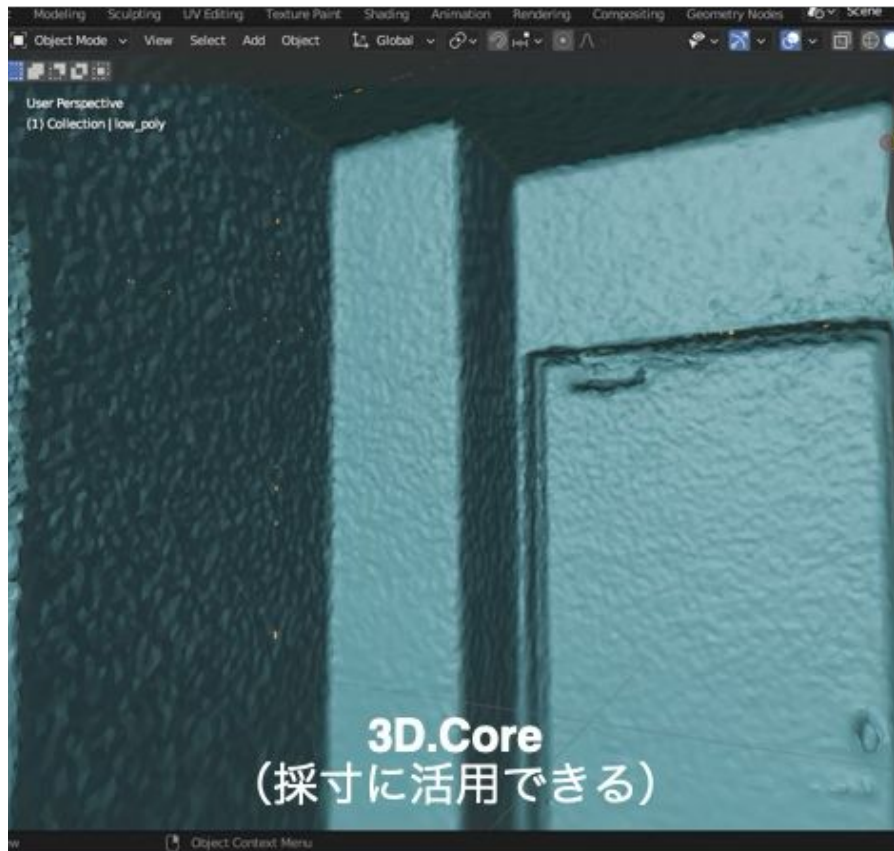 Modeling Sculpting UV Editing Texture Paint Shading Animation Rendering Compositing Geometry Nodes Scene
Object Mode View Select Add Object Global
User Perspective
(1) Collection | low_poly
3D.Core
（採寸に活用できる）
Object Context Menu